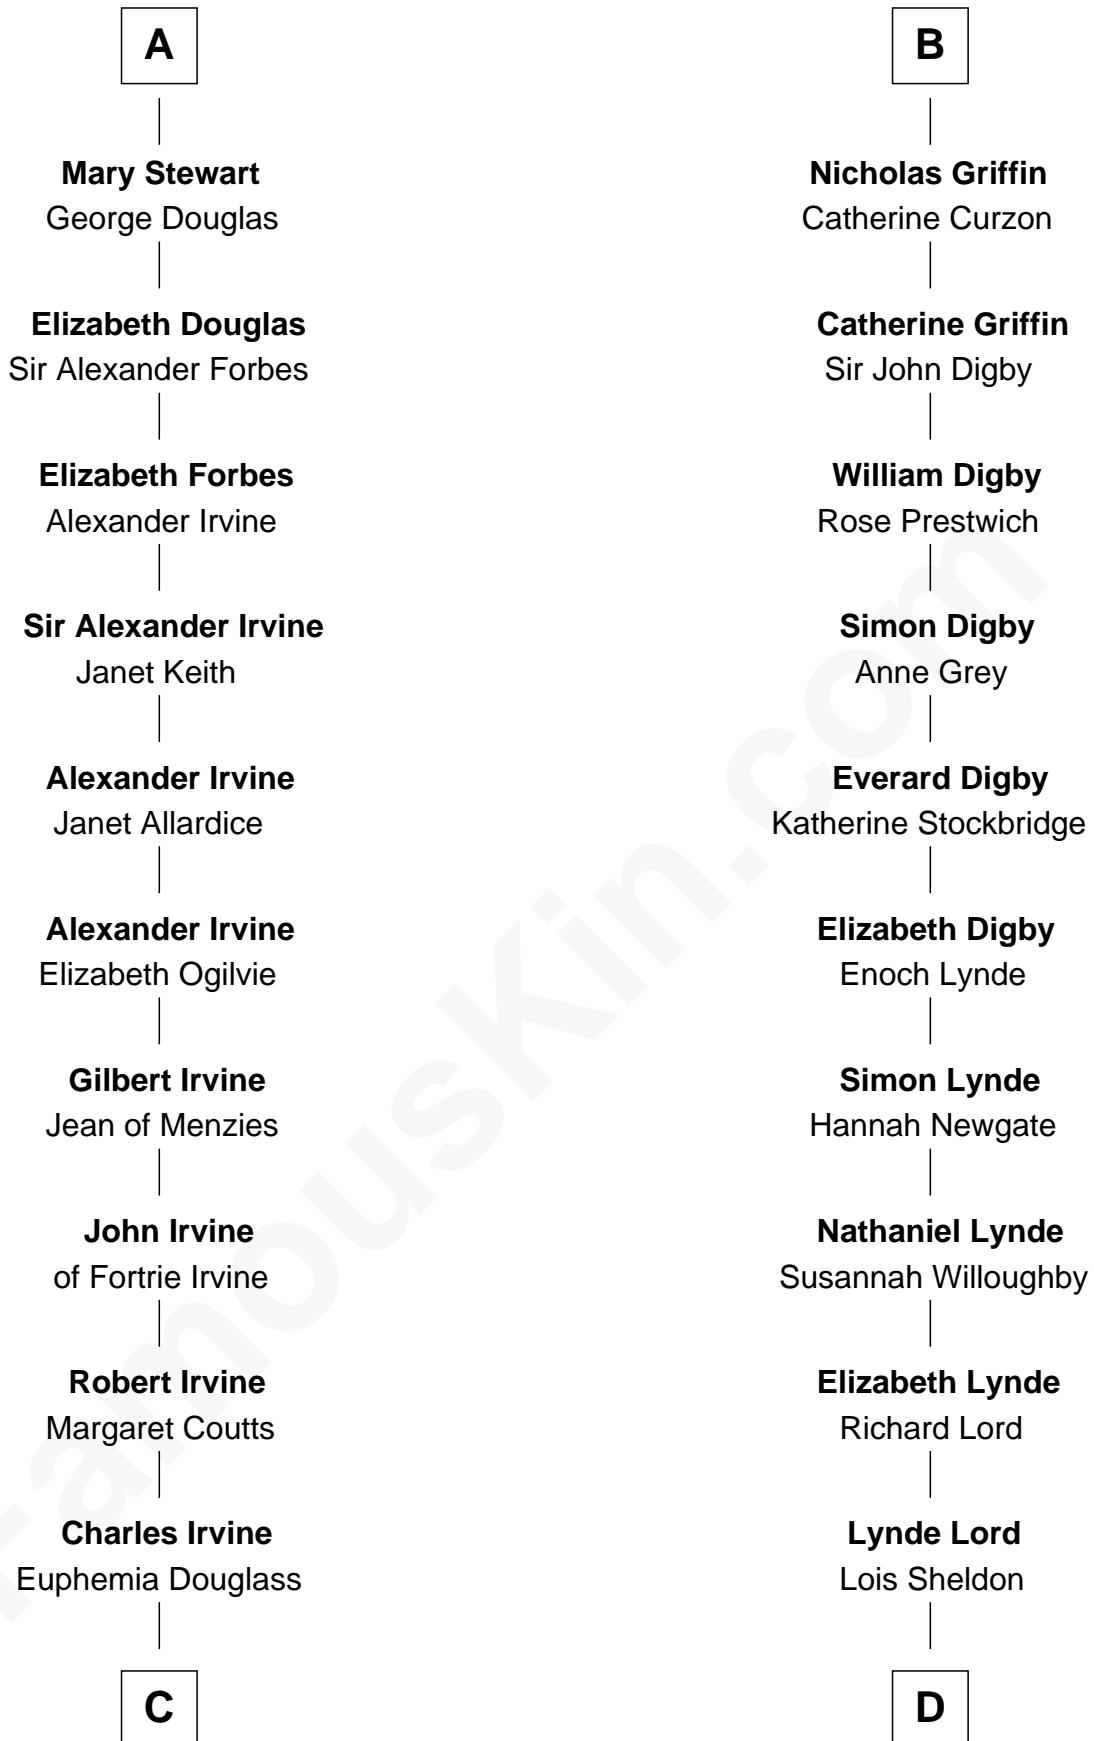 A
Mary Stewart
George Douglas
Elizabeth Douglas
Sir Alexander Forbes
Elizabeth Forbes
Alexander Irvine
Sir Alexander Irvine
Janet Keith
Alexander Irvine
Janet Allardice
Alexander Irvine
Elizabeth Ogilvie
Gilbert Irvine
Jean of Menzies
John Irvine
of Fortrie Irvine
Robert Irvine
Margaret Coutts
Charles Irvine
Euphemia Douglass
C
B
Nicholas Griffin
Catherine Curzon
Catherine Griffin
Sir John Digby
William Digby
Rose Prestwich
Simon Digby
Anne Grey
Everard Digby
Katherine Stockbridge
Elizabeth Digby
Enoch Lynde
Simon Lynde
Hannah Newgate
Nathaniel Lynde
Susannah Willoughby
Elizabeth Lynde
Richard Lord
Lynde Lord
Lois Sheldon
D
FamousKin.com